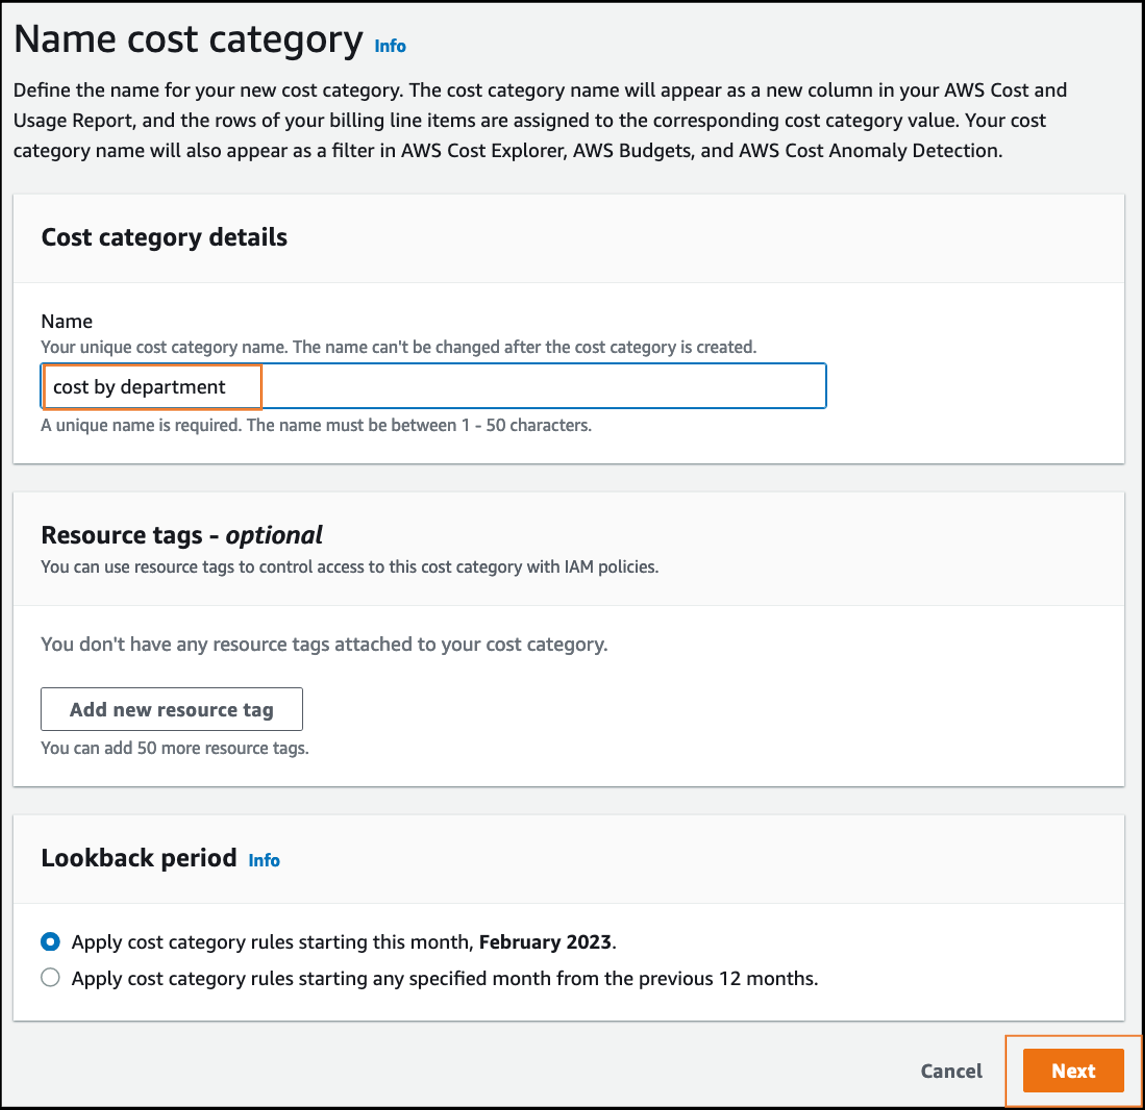 Name cost category Info
Define the name for your new cost category. The cost category name will appear as a new column in your AWS Cost and
Usage Report, and the rows of your billing line items are assigned to the corresponding cost category value. Your cost
category name will also appear as a filter in AWS Cost Explorer, AWS Budgets, and AWS Cost Anomaly Detection.
Cost category details
Name
Your unique cost category name. The name can't be changed after the cost category is created.
cost by department
A unique name is required. The name must be between 1 - 50 characters.
Resource tags - optional
You can use resource tags to control access to this cost category with IAM policies.
You don't have any resource tags attached to your cost category.
Add new resource tag
You can add 50 more resource tags.
Lookback period Info
Apply cost category rules starting this month, February 2023.
Apply cost category rules starting any specified month from the previous 12 months.
Cancel Next